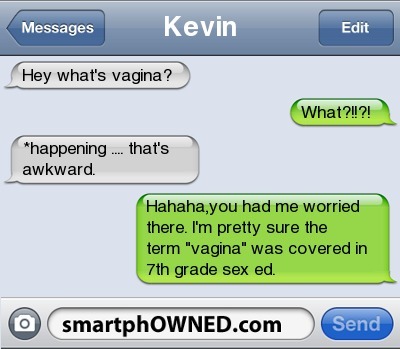 Messages
Kevin
Edit
Hey what's vagina?
What?!!?!
*happening .... that's
awkward.
Hahaha,you had me worried
there. I'm pretty sure the
term "vagina" was covered in
7th grade sex ed.
smartphOWNED.com
Send